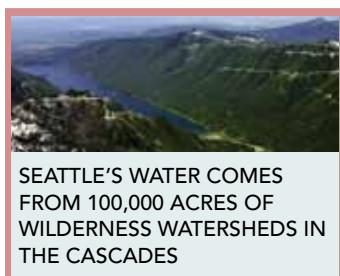 SEATTLE'S WATER COMES
FROM 100,000 ACRES OF
WILDERNESS WATERSHEDS IN
THE CASCADES